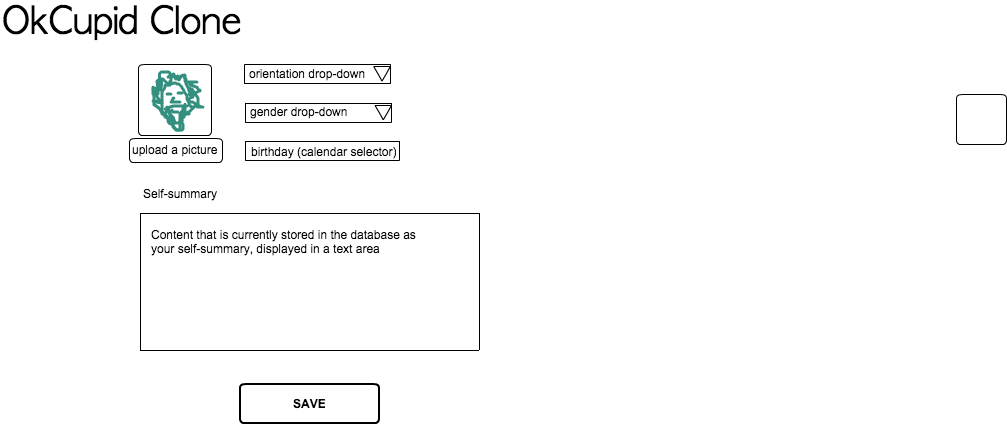 OkCupid Clone
orientation drop-down
gender drop-down
upload a picture
birthday (calendar selector)
Self-summary
Content that is currently stored in the database as
your self-summary, displayed in a text area
SAVE